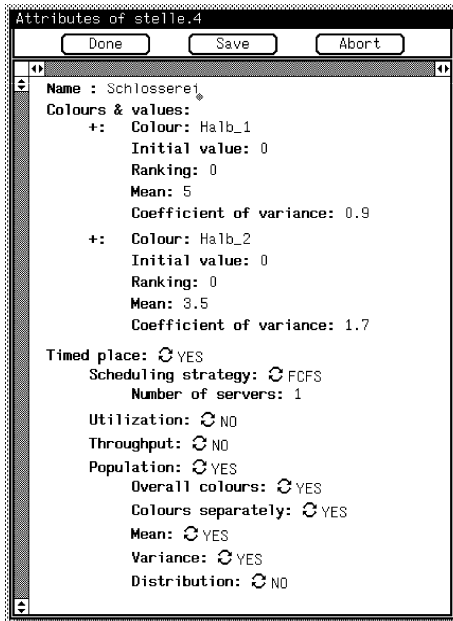 Attributes of stelle.4
Done Save Abort
Name : Schlosserei
Colours & values:
+: Colour: Halb_1
Initial value: 0
Ranking: 0
Mean: 5
Coefficient of variance: 0.9
+: Colour: Halb_2
Initial value: 0
Ranking: 0
Mean: 3.5
Coefficient of variance: 1.7
Timed place: YES
Scheduling strategy: FCFS
Number of servers: 1
Utilization: NO
Throughput: NO
Population: YES
Overall colours: YES
Colours separately: YES
Mean: YES
Variance: YES
Distribution: NO